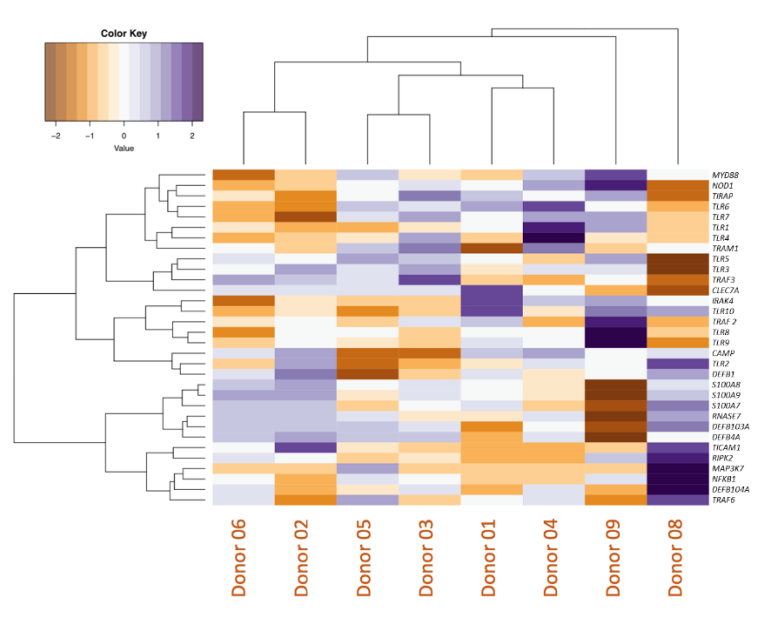 Color Key
−2 −1 0 1 2
Value
MYD88
NOD1
TIRAP
TLR6
TLR7
TLR1
TLR4
TRAM1
TLR5
TLR3
TRAF3
CLEC7A
IRAK4
TLR10
TRAF 2
TLR8
TLR9
CAMP
TLR2
DEFB1
S100A8
S100A9
S100A7
RNASE7
DEFB103A
DEFB4A
TICAM1
RIPK2
MAP3K7
NFKB1
DEFB104A
TRAF6
Donor 06 Donor 02 Donor 05 Donor 03 Donor 01 Donor 04 Donor 09 Donor 08